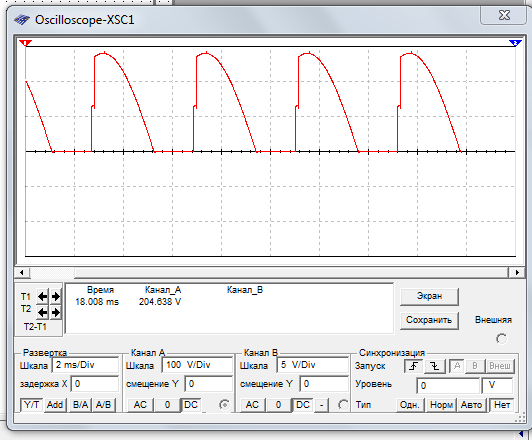 Oscilloscope-XSC1
1
3
Время Канал_A Канал_B
T1 18.008 ms 204.638 V
T2
T2-T1
Экран
Сохранить
Внешняя
Развертка
Шкала 2 ms/Div
задержка X 0
Y/T Add B/A A/B
Канал A
Шкала 100 V/Div
смещение Y 0
AC 0 DC
Канал B
Шкала 5 V/Div
смещение Y 0
AC 0 DC -
Синхронизация
Запуск A B Внеш
Уровень 0 V
Тип Одн. Норм Авто Нет